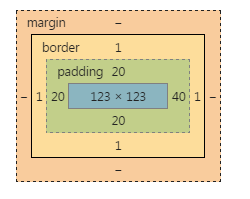 margin –
border 1
padding 20
– 1 20 123 × 123 40 1 –
20
1
–